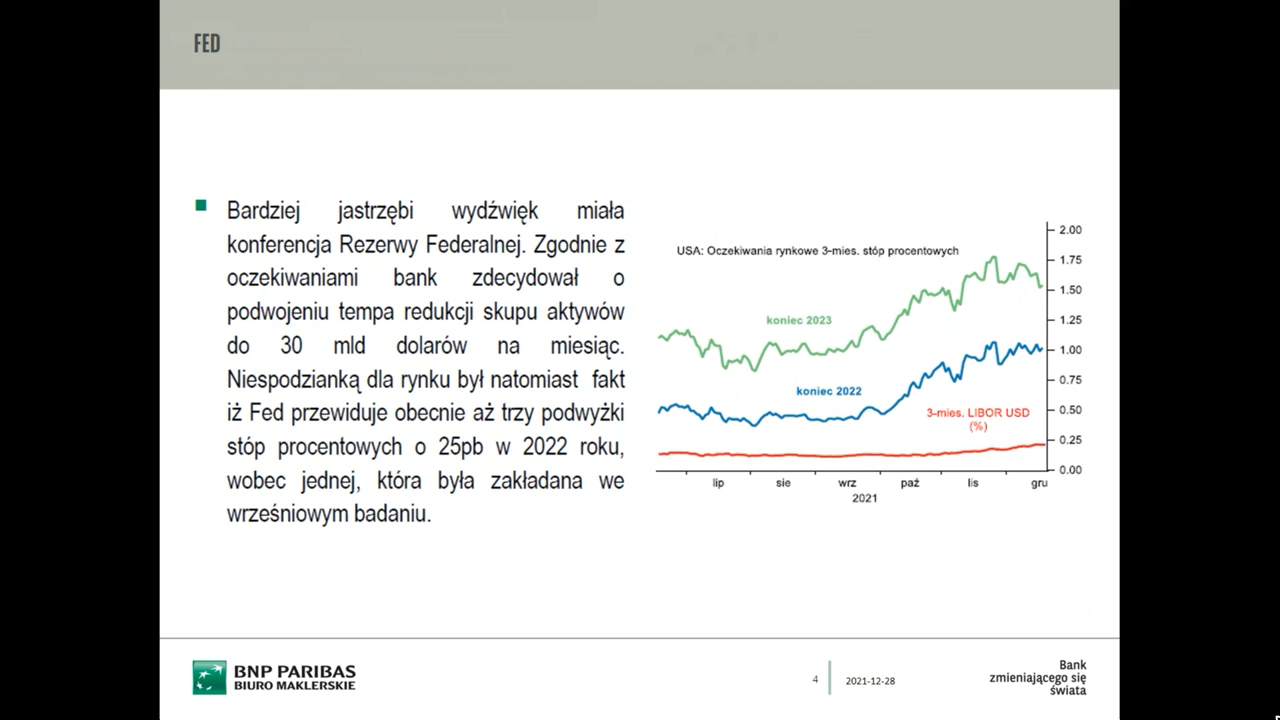 FED
Bardziej jastrzębi wydźwięk miała
konferencja Rezerwy Federalnej. Zgodnie z
oczekiwaniami bank zdecydował o
podwojeniu tempa redukcji skupu aktywów
do 30 mld dolarów na miesiąc.
Niespodzianką dla rynku był natomiast fakt
iż Fed przewiduje obecnie aż trzy podwyżki
stóp procentowych o 25pb w 2022 roku,
wobec jednej, która była zakładana we
wrześniowym badaniu.
USA: Oczekiwania rynkowe 3-mies. stóp procentowych
koniec 2023
koniec 2022
3-mies. LIBOR USD
(%)
2.00
1.75
1.50
1.25
1.00
0.75
0.50
0.25
0.00
lip sie wrz paź lis gru
2021
BNP PARIBAS
BIURO MAKLERSKIE
4
2021-12-28
Bank
zmieniającego się
świata